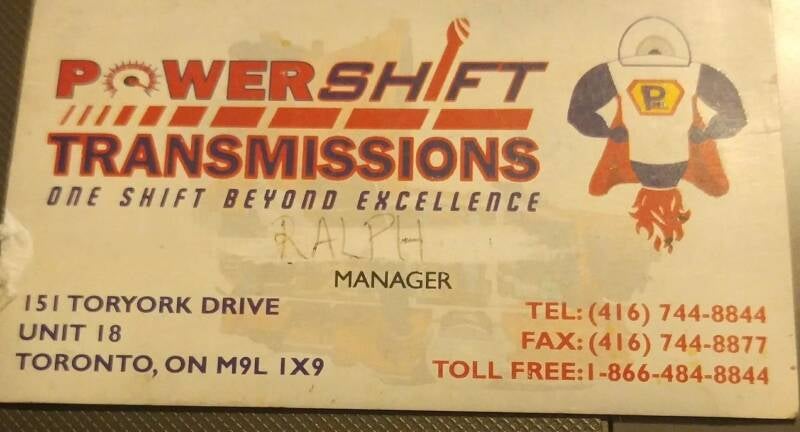 POWERSHIFT
TRANSMISSIONS
ONE SHIFT BEYOND EXCELLENCE
RALPH
MANAGER
151 TORYORK DRIVE
UNIT 18
TORONTO, ON M9L 1X9
TEL: (416) 744-8844
FAX: (416) 744-8877
TOLL FREE:1-866-484-8844